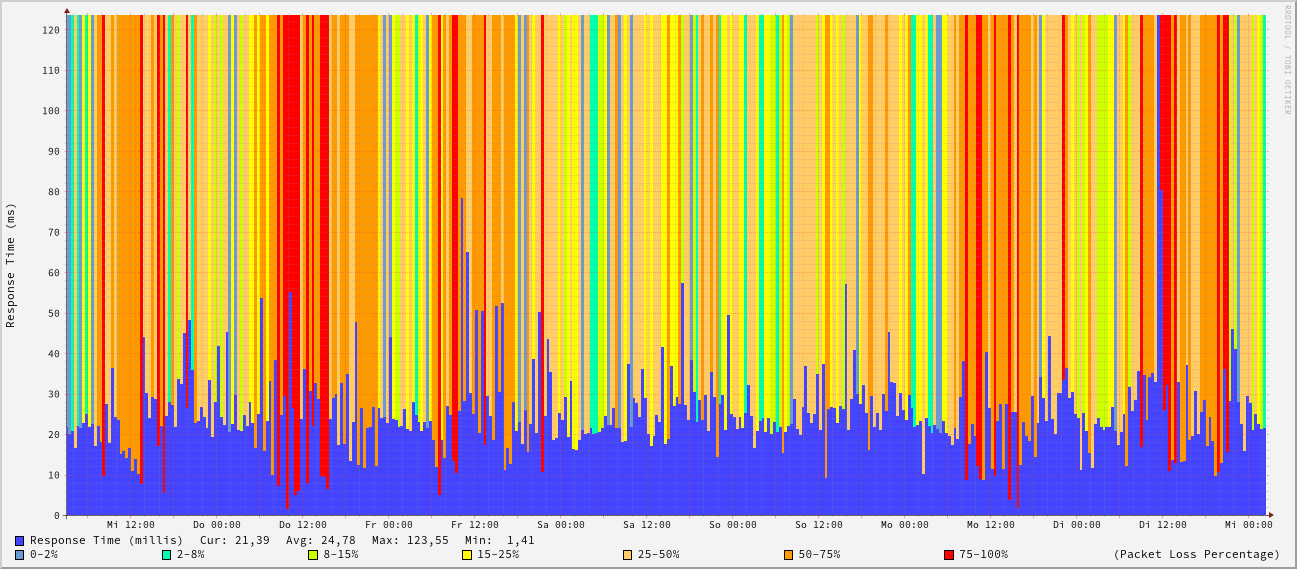 RRDTOOL / TOBI OETIKER
Response Time (ms)
120
110
100
90
80
70
60
50
40
30
20
10
0
Mi 12:00 Do 00:00 Do 12:00 Fr 00:00 Fr 12:00 Sa 00:00 Sa 12:00 So 00:00 So 12:00 Mo 00:00 Mo 12:00 Di 00:00 Di 12:00 Mi 00:00
Response Time (millis) Cur: 21,39 Avg: 24,78 Max: 123,55 Min: 1,41
0-2% 2-8% 8-15% 15-25% 25-50% 50-75% 75-100% (Packet Loss Percentage)